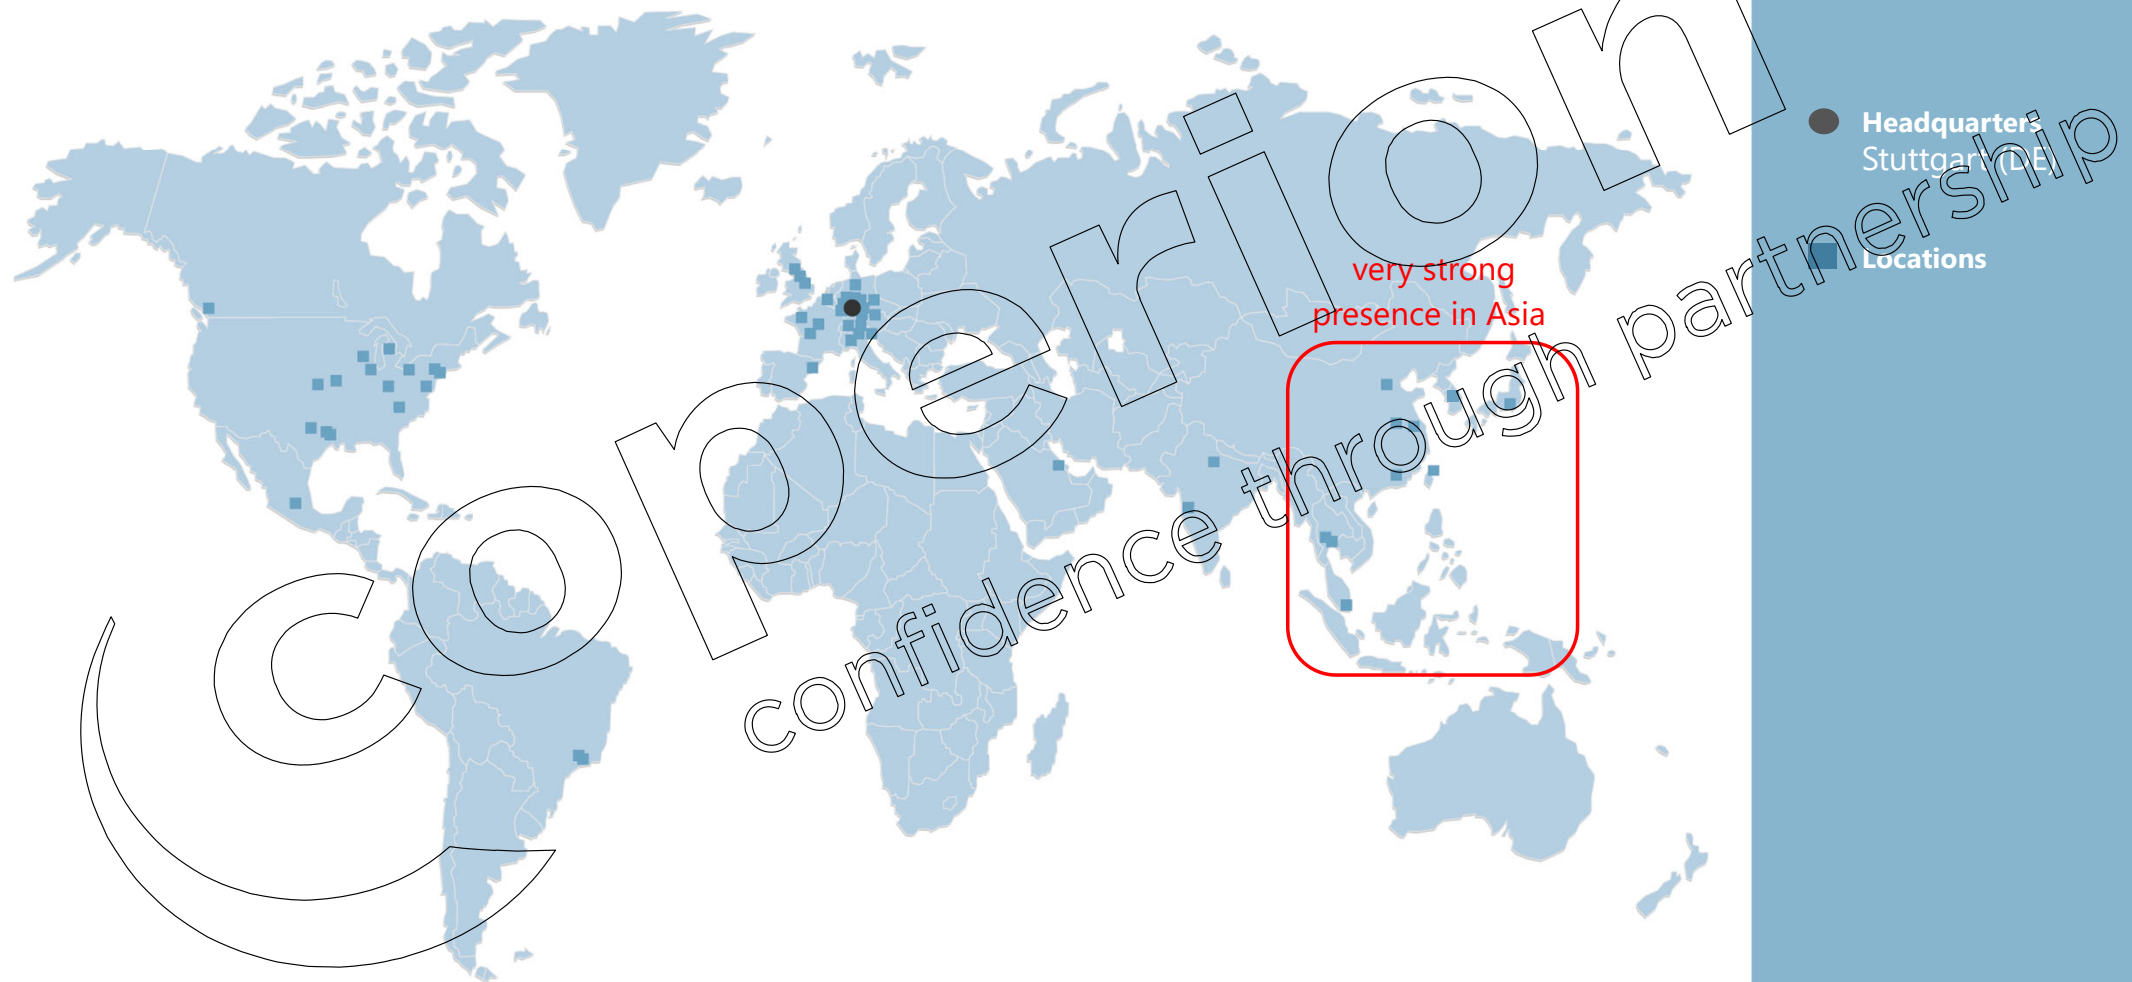 Headquarters
Stuttgart (DE)
Locations
very strong
presence in Asia
coperion
confidence through partnership